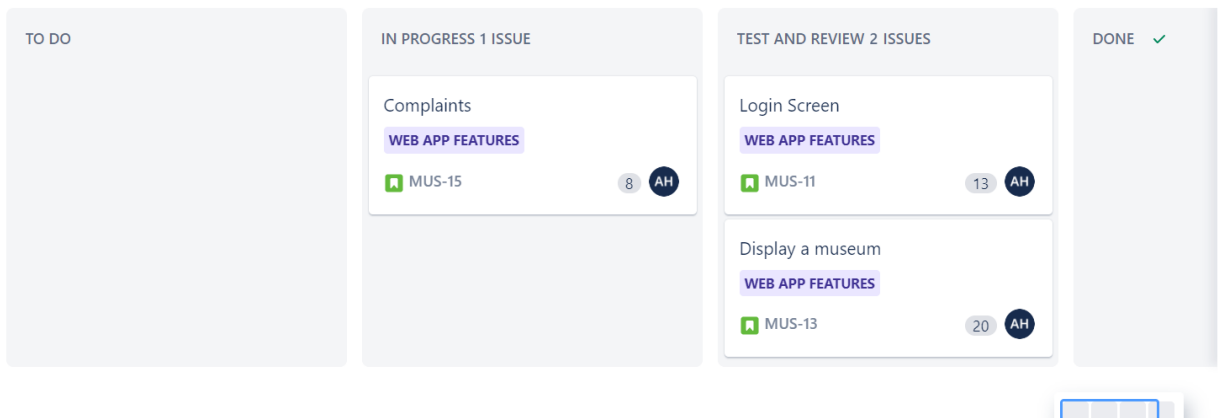 TO DO
IN PROGRESS 1 ISSUE
Complaints
WEB APP FEATURES
MUS-15
8 AH
TEST AND REVIEW 2 ISSUES
Login Screen
WEB APP FEATURES
MUS-11
13 AH
Display a museum
WEB APP FEATURES
MUS-13
20 AH
DONE